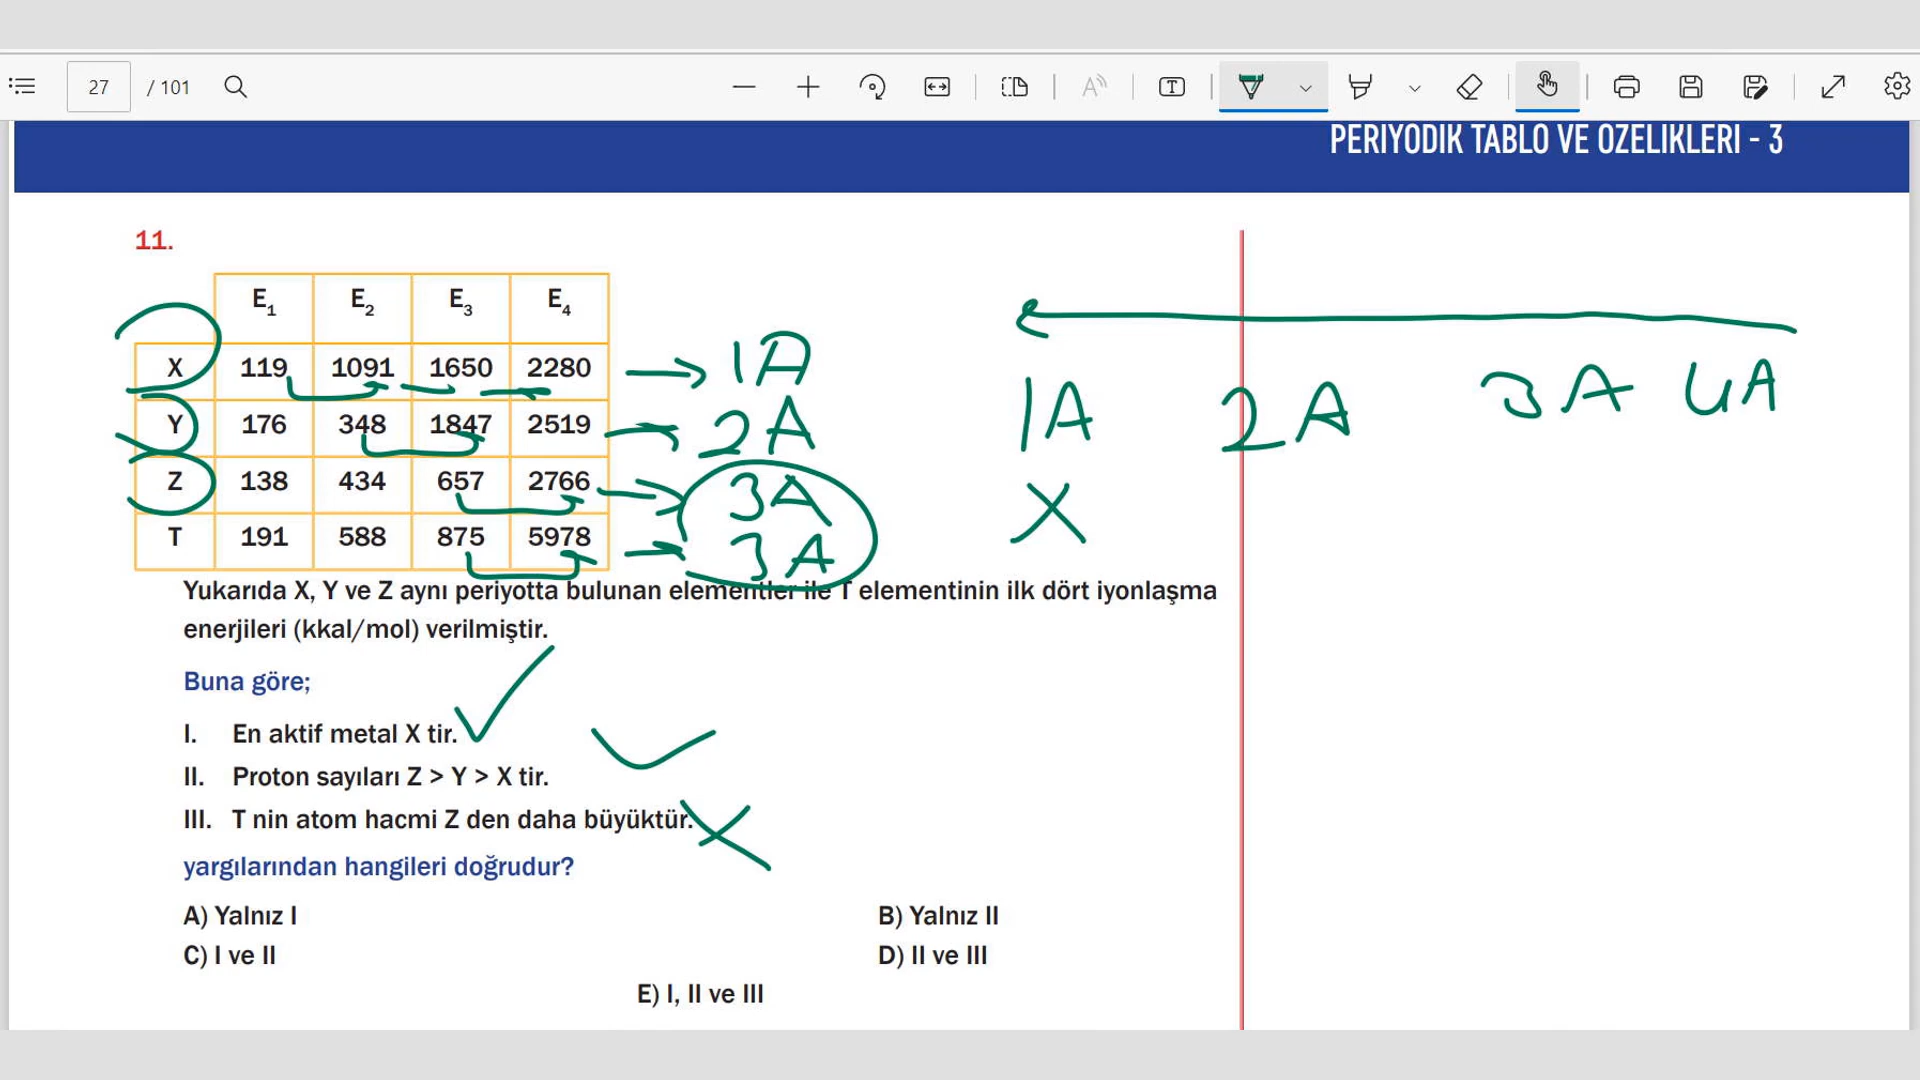 27 / 101
PERİYODİK TABLO VE ÖZELİKLERİ - 3
11.
E1 E2 E3 E4
X 119 1091 1650 2280 1A
Y 176 348 1847 2519 2A
Z 138 434 657 2766 3A
T 191 588 875 5978 3A
1A 2A 3A 4A
X
Yukarıda X, Y ve Z aynı periyotta bulunan elementler ile T elementinin ilk dört iyonlaşma
enerjileri (kkal/mol) verilmiştir.
Buna göre;
I. En aktif metal X tir.
II. Proton sayıları Z > Y > X tir.
III. T nin atom hacmi Z den daha büyüktür.
yargılarından hangileri doğrudur?
A) Yalnız I B) Yalnız II
C) I ve II D) II ve III
E) I, II ve III